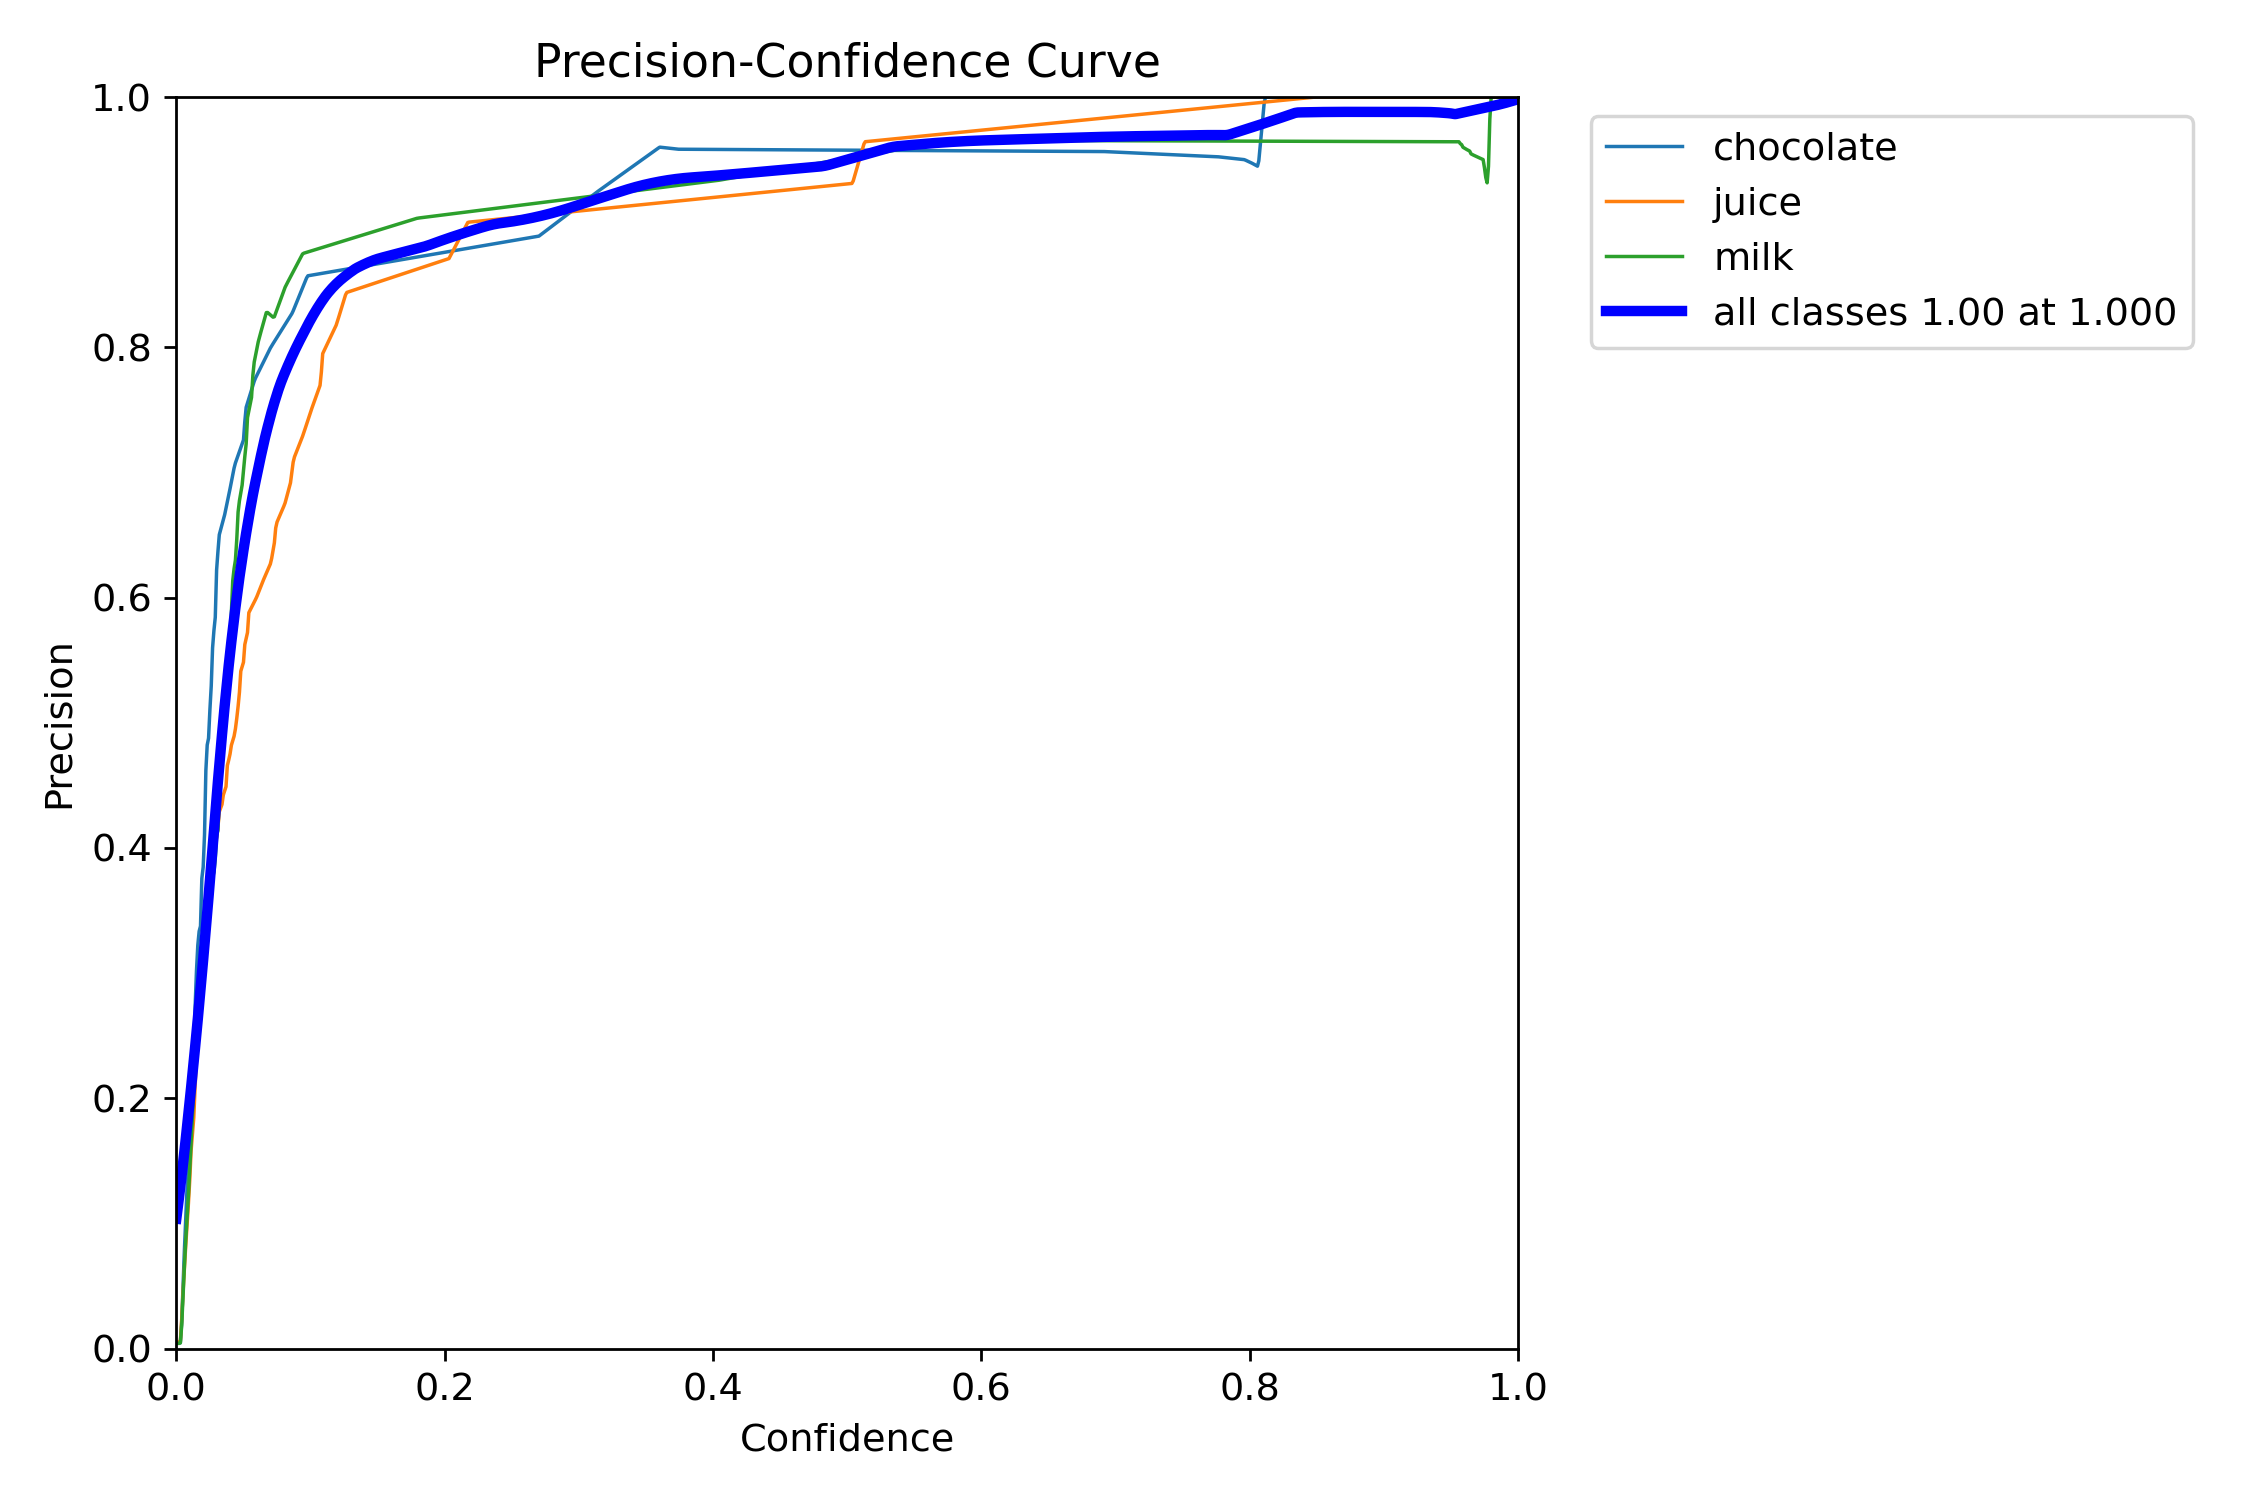 Precision-Confidence Curve
1.0
0.8
0.6
0.4
0.2
0.0
Precision
0.0 0.2 0.4 0.6 0.8 1.0
Confidence
chocolate
juice
milk
all classes 1.00 at 1.000